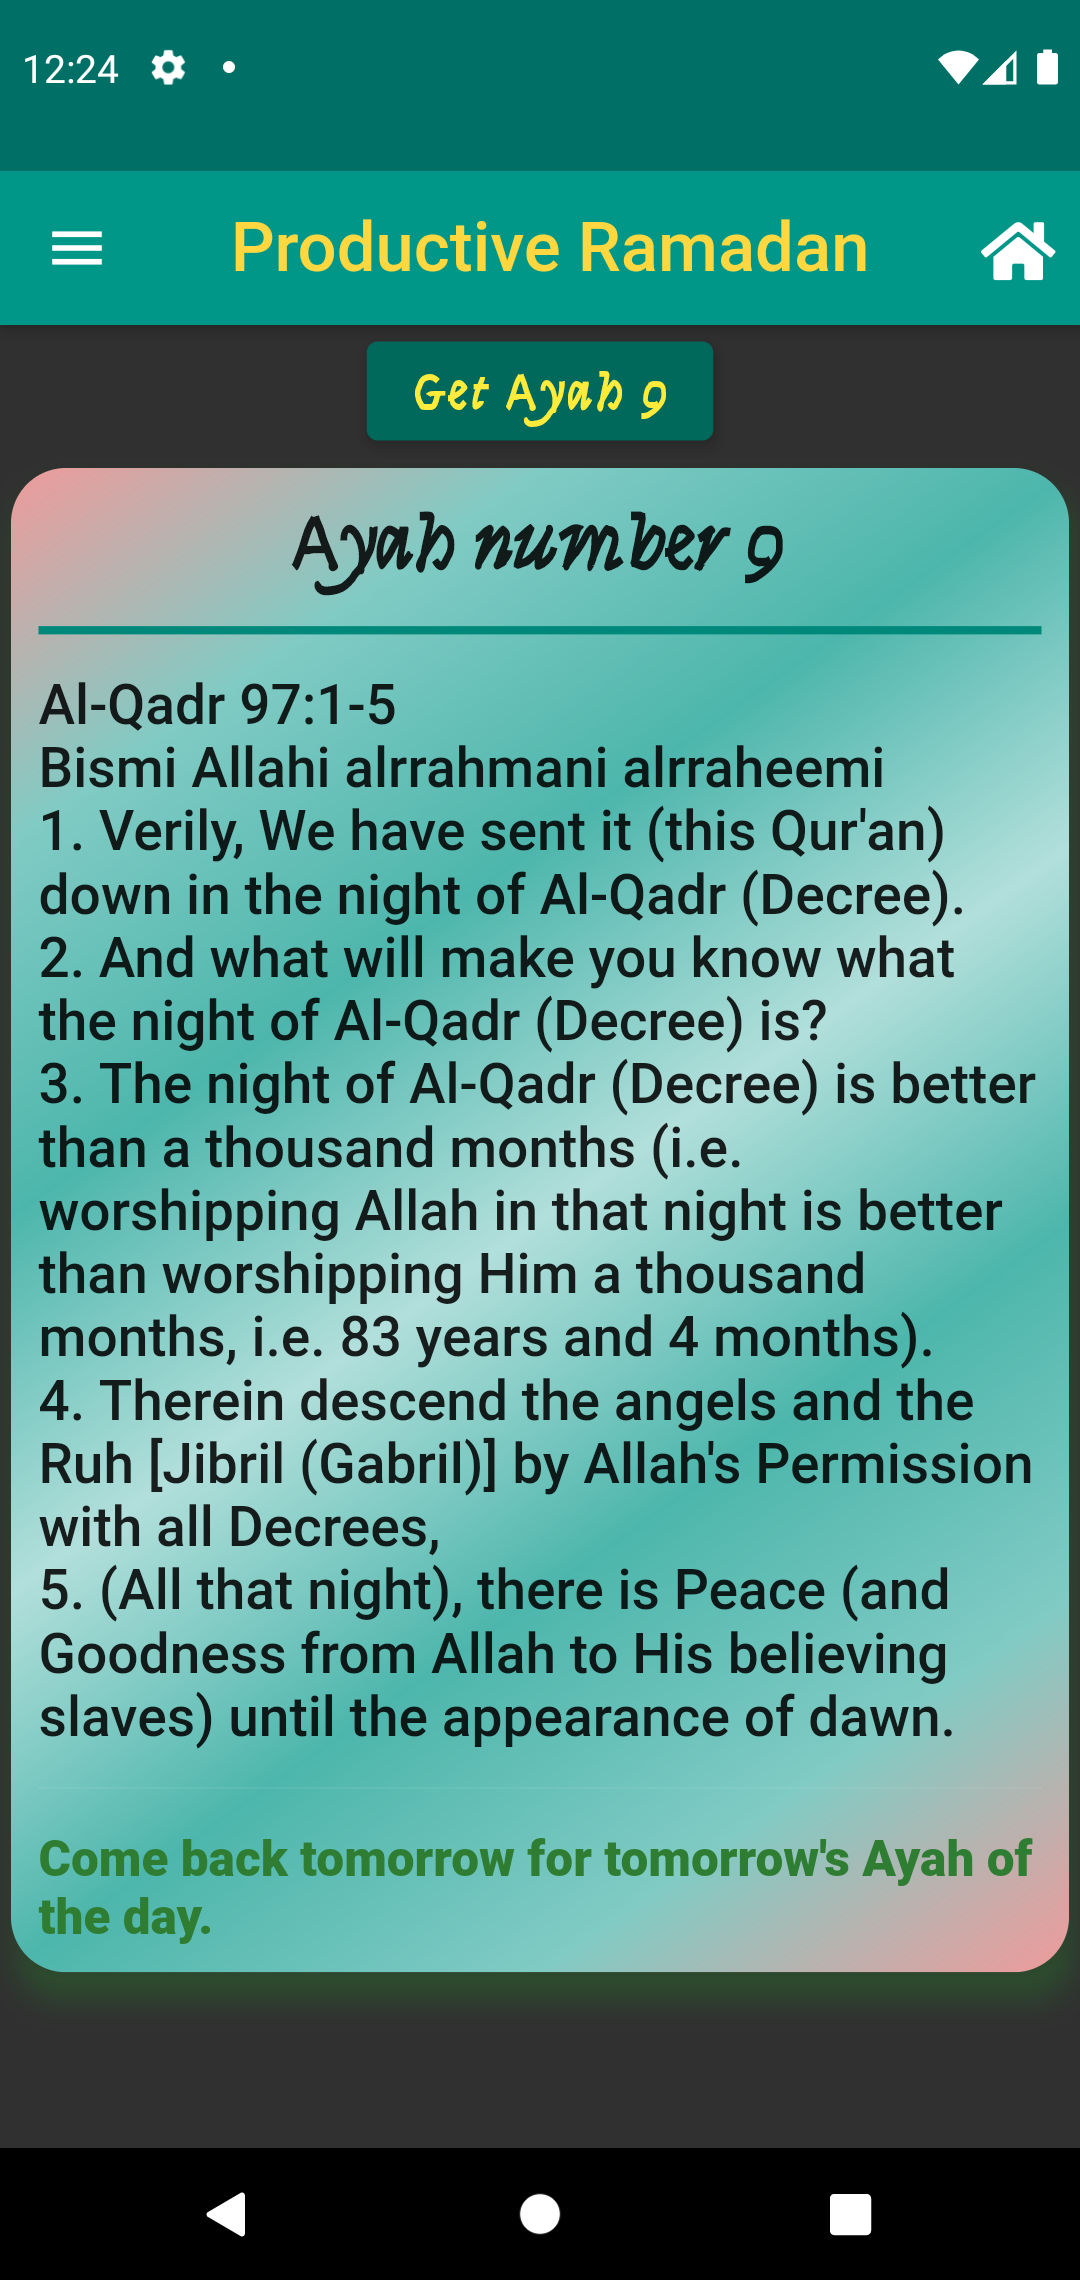 12:24
Productive Ramadan
Get Ayah 9
Ayah number 9
Al-Qadr 97:1-5
Bismi Allahi alrrahmani alrraheemi
1. Verily, We have sent it (this Qur'an)
down in the night of Al-Qadr (Decree).
2. And what will make you know what
the night of Al-Qadr (Decree) is?
3. The night of Al-Qadr (Decree) is better
than a thousand months (i.e.
worshipping Allah in that night is better
than worshipping Him a thousand
months, i.e. 83 years and 4 months).
4. Therein descend the angels and the
Ruh [Jibril (Gabril)] by Allah's Permission
with all Decrees,
5. (All that night), there is Peace (and
Goodness from Allah to His believing
slaves) until the appearance of dawn.
Come back tomorrow for tomorrow's Ayah of
the day.